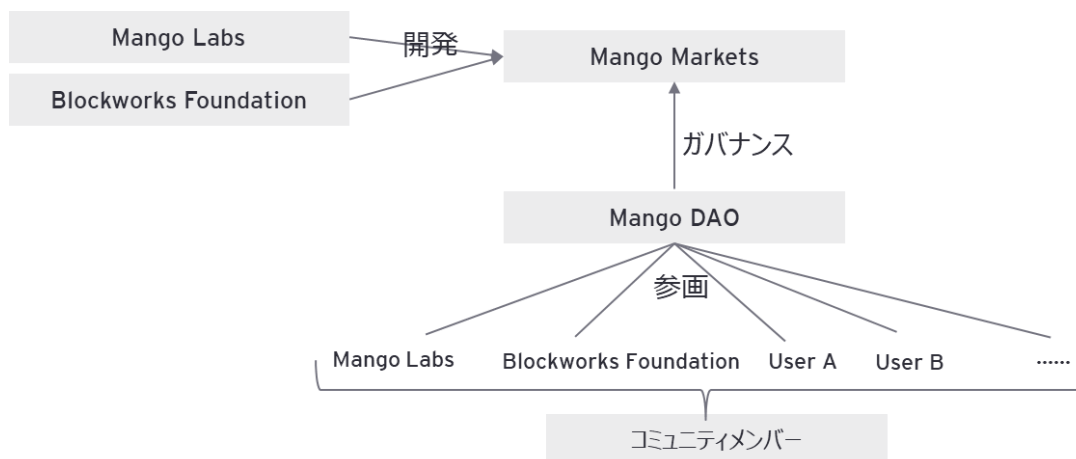 Mango Labs
開発
Mango Markets
Blockworks Foundation
ガバナンス
Mango DAO
参画
Mango Labs
Blockworks Foundation
User A
User B
......
コミュニティメンバー